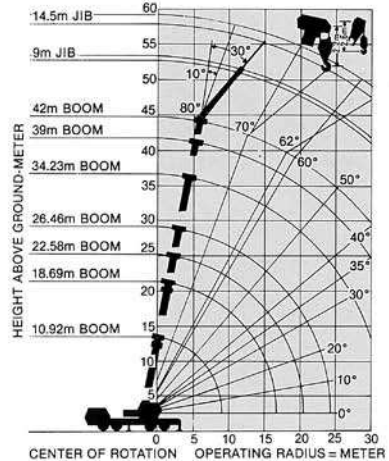 14.5m JIB
9m JIB
42m BOOM
39m BOOM
34.23m BOOM
26.46m BOOM
22.58m BOOM
18.69m BOOM
10.92m BOOM
HEIGHT ABOVE GROUND-METER
60
55
50
45
40
35
30
25
20
15
10
5
30°
10°
80°
70°
62°
60°
50°
40°
35°
30°
20°
10°
0°
0 5 10 15 20 25 30
CENTER OF ROTATION OPERATING RADIUS = METER